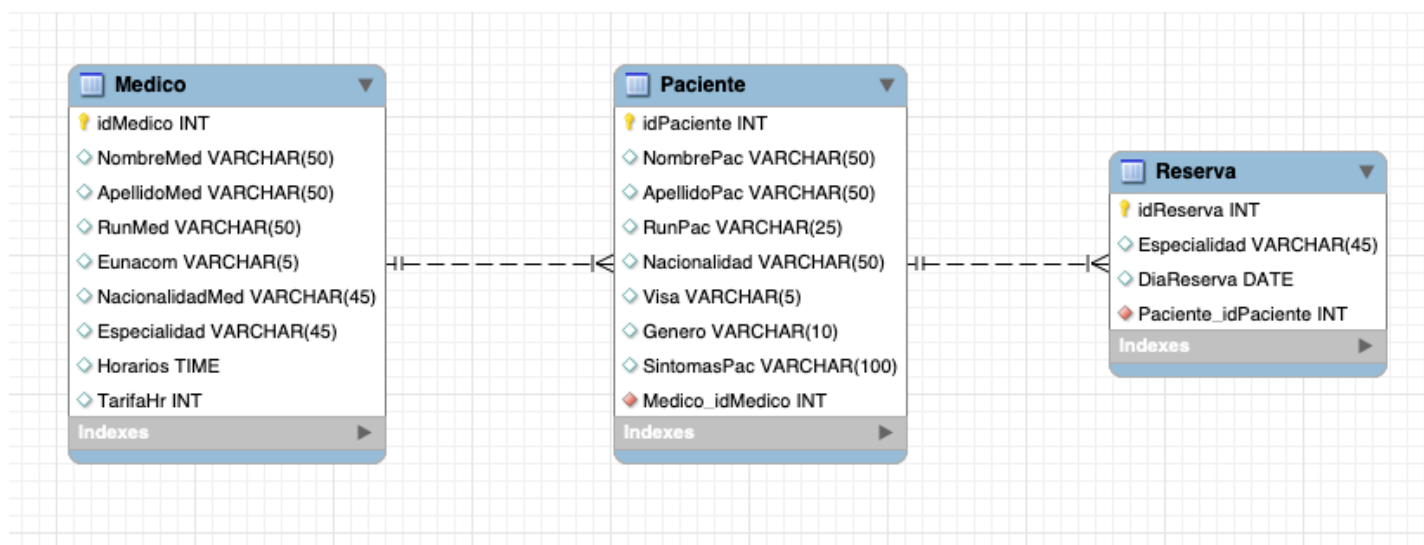 Medico
idMedico INT
NombreMed VARCHAR(50)
ApellidoMed VARCHAR(50)
RunMed VARCHAR(50)
Eunacom VARCHAR(5)
NacionalidadMed VARCHAR(45)
Especialidad VARCHAR(45)
Horarios TIME
TarifaHr INT
Indexes
Paciente
idPaciente INT
NombrePac VARCHAR(50)
ApellidoPac VARCHAR(50)
RunPac VARCHAR(25)
Nacionalidad VARCHAR(50)
Visa VARCHAR(5)
Genero VARCHAR(10)
SintomasPac VARCHAR(100)
Medico_idMedico INT
Indexes
Reserva
idReserva INT
Especialidad VARCHAR(45)
DiaReserva DATE
Paciente_idPaciente INT
Indexes